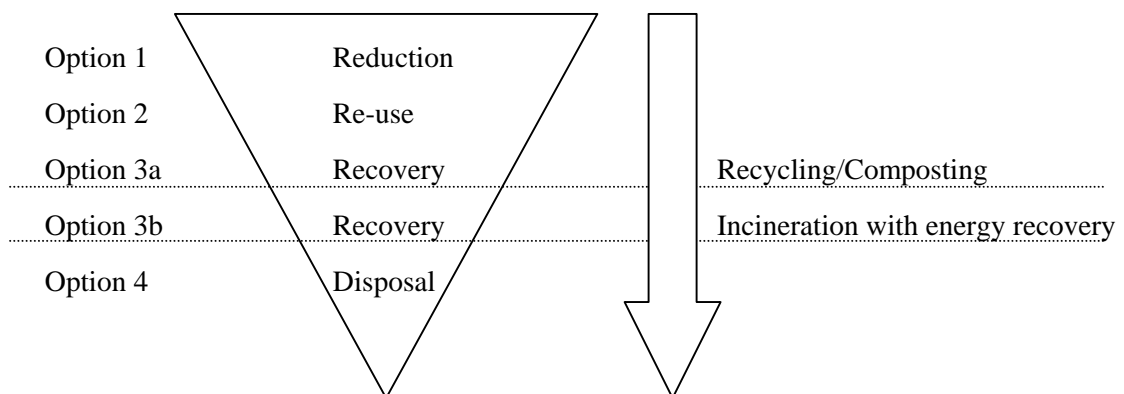 Option 1 Reduction
Option 2 Re-use
Option 3a Recovery Recycling/Composting
Option 3b Recovery Incineration with energy recovery
Option 4 Disposal